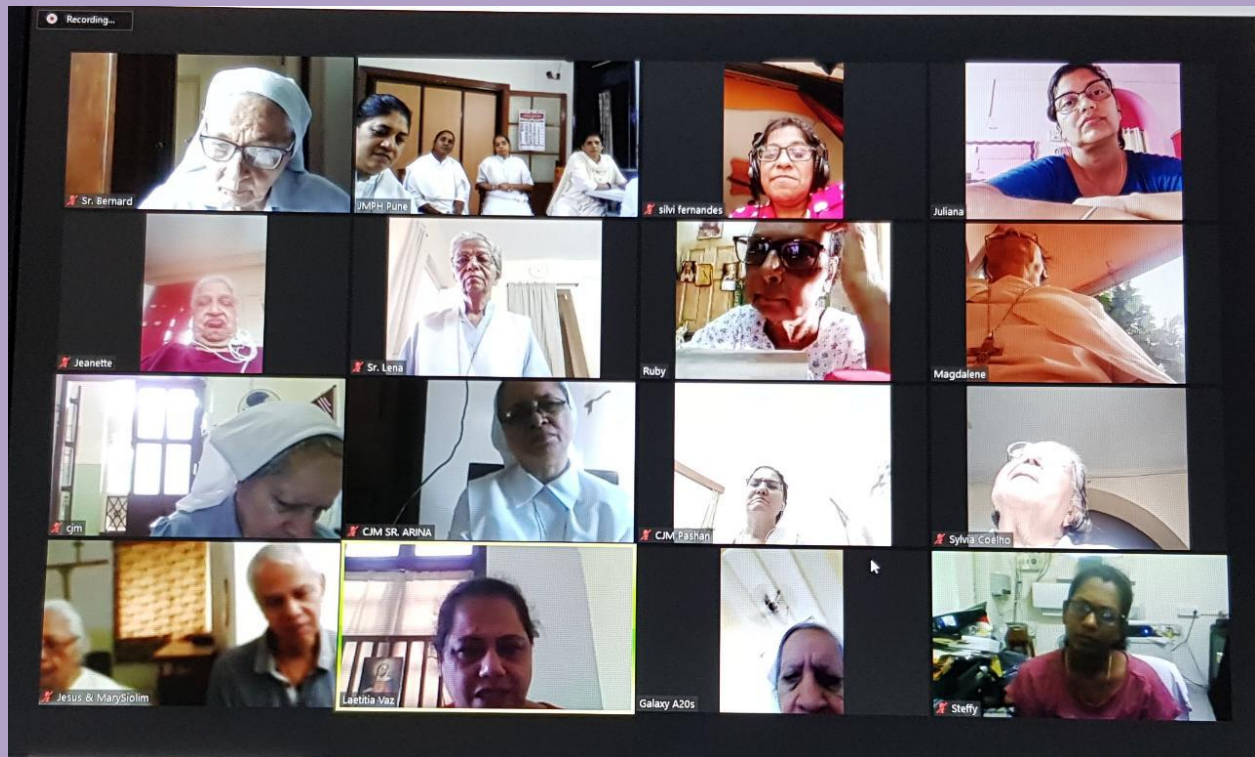 Recording...
Sr. Bernard
JMPH Pune
silvi fernandes
Juliana
Jeanette
Sr. Lena
Ruby
Magdalene
cjm
CJM SR. ARINA
CJM Pashan
Sylvia Coelho
Jesus & MarySiolim
Laetitia Vaz
Galaxy A20s
Steffy